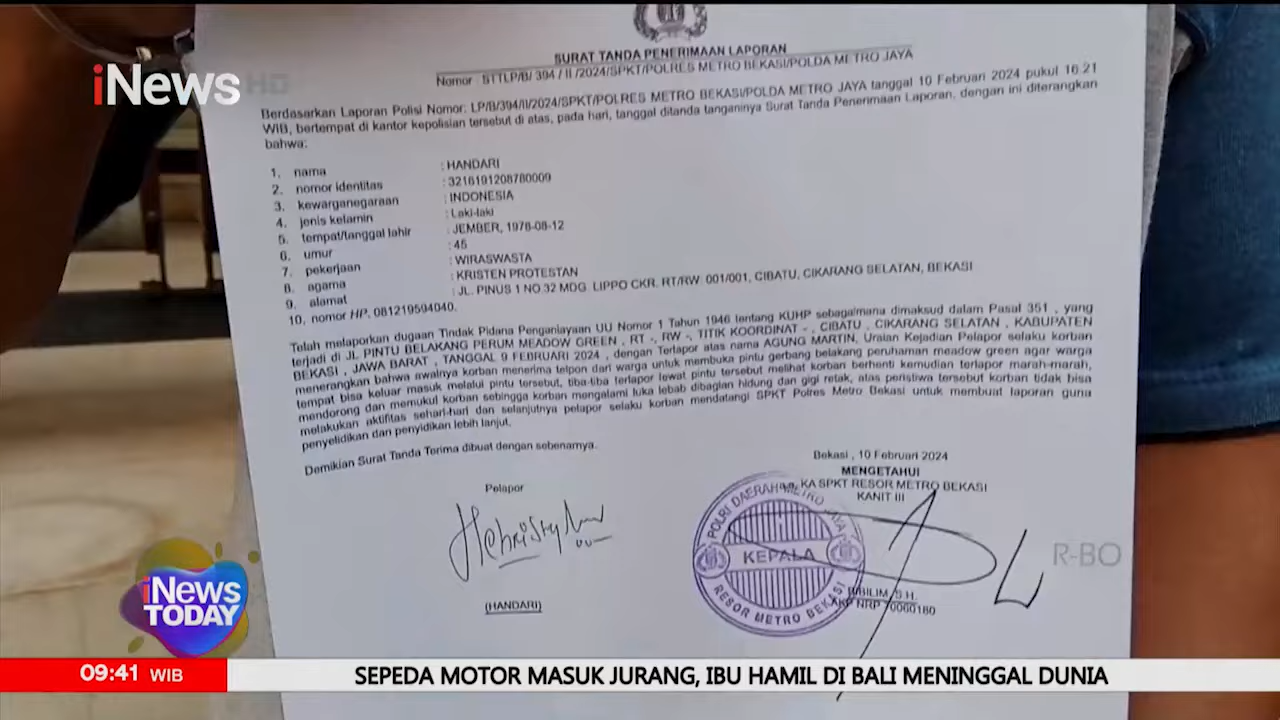 iNews HD
SURAT TANDA PENERIMAAN LAPORAN
Nomor STTLP/B/ 394 / II /2024/SPKT/POLRES METRO BEKASI/POLDA METRO JAYA
Berdasarkan Laporan Polisi Nomor: LP/B/394/II/2024/SPKT/POLRES METRO BEKASI/POLDA METRO JAYA tanggal 10 Februari 2024 pukul 16.21
WIB, bertempat di kantor kepolisian tersebut di atas, pada hari, tanggal ditanda tanganinya Surat Tanda Penerimaan Laporan, dengan ini diterangkan
bahwa:
1. nama : HANDARI
2. nomor identitas : 3216191208780009
3. kewarganegaraan : INDONESIA
4. jenis kelamin : Laki-laki
5. tempat/tanggal lahir : JEMBER, 1978-08-12
6. umur : 45
7. pekerjaan : WIRASWASTA
8. agama : KRISTEN PROTESTAN
9. alamat : JL. PINUS 1 NO 32 MDG. LIPPO CKR. RT/RW. 001/001, CIBATU, CIKARANG SELATAN, BEKASI
10. nomor HP. 081219594040.
Telah melaporkan dugaan Tindak Pidana Penganiayaan UU Nomor 1 Tahun 1946 tentang KUHP sebagaimana dimaksud dalam Pasal 351 , yang
terjadi di JL PINTU BELAKANG PERUM MEADOW GREEN , RT -, RW -, TITIK KOORDINAT - , CIBATU , CIKARANG SELATAN , KABUPATEN
BEKASI , JAWA BARAT , TANGGAL 9 FEBRUARI 2024 , dengan Terlapor atas nama AGUNG MARTIN, Uraian Kejadian Pelapor selaku korban
menerangkan bahwa awalnya korban menerima telpon dari warga untuk membuka pintu gerbang belakang peruhaman meadow green agar warga
tempat bisa keluar masuk melalui pintu tersebut, tiba-tiba terlapor lewat pintu tersebut melihat korban berhenti kemudian terlapor marah-marah,
mendorong dan memukul korban sebingga korban mengalami luka lebab dibagian hidung dan gigi retak, atas peristiwa tersebut korban tidak bisa
melakukan aktifitas sehari-hari dan selanjutnya pelapor selaku korban mendatangi SPKT Polres Metro Bekasi untuk membuat laporan guna
penyelidikan dan penyidikan lebih lanjut.
Demikian Surat Tanda Terima dibuat dengan sebenarnya.
Bekasi , 10 Februari 2024
MENGETAHUI
KA SPKT RESOR METRO BEKASI
KANIT III
Pelapor
(HANDARI)
POLRI DAERAH METRO JAYA
KEPALA
RESOR METRO BEKASI
S.H.
AKP NRP 70060180
R-BO
iNews
TODAY
09:41 WIB
SEPEDA MOTOR MASUK JURANG, IBU HAMIL DI BALI MENINGGAL DUNIA